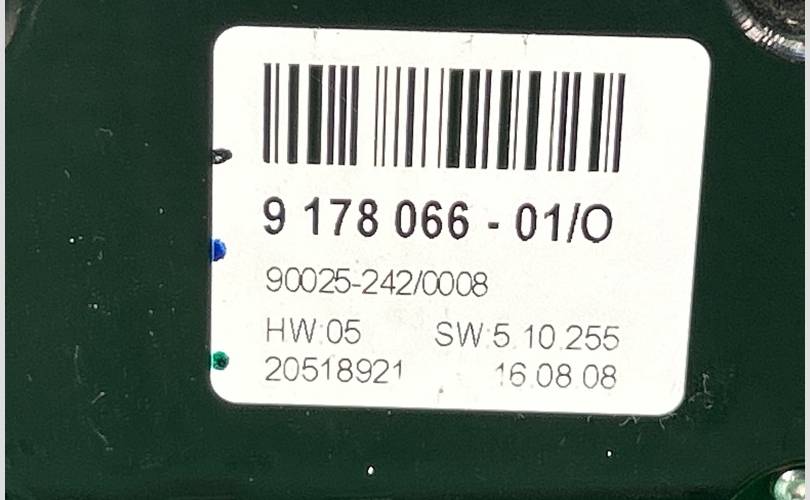 9 178 066 - 01/O
90025-242/0008
HW:05 SW:5.10.255
20518921 16.08.08